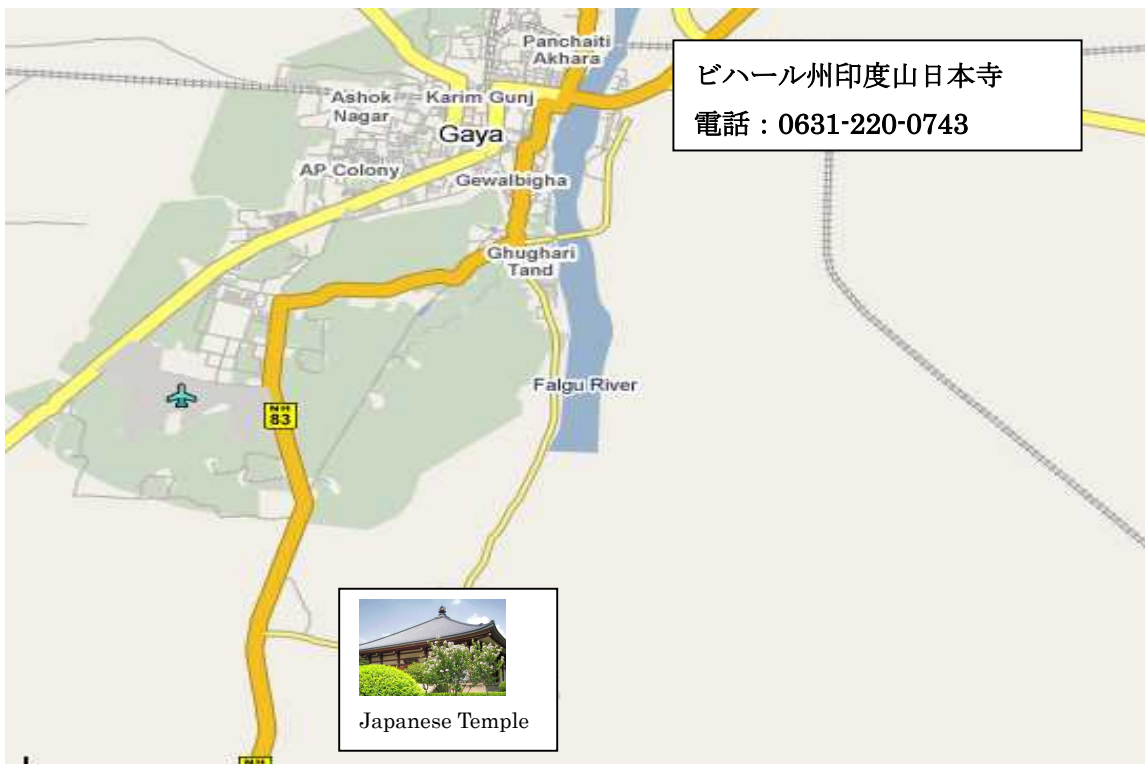 Panchaiti
Akhara
ビハール州印度山日本寺
電話：0631-220-0743
Ashok
Nagar
Karim Gunj
Gaya
AP Colony
Gewalbigha
Ghughari
Tand
Falgu River
NH
83
Japanese Temple
NH